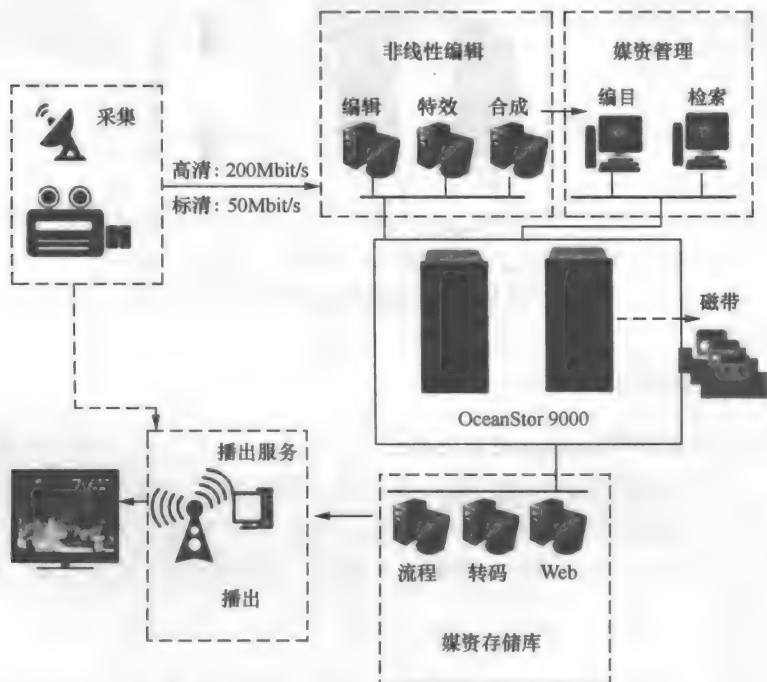 非线性编辑
媒资管理
采集
编辑 特效 合成
编目 检索
高清：200Mbit/s
标清：50Mbit/s
磁带
OceanStor 9000
播出服务
播出
流程 转码 Web
媒资存储库